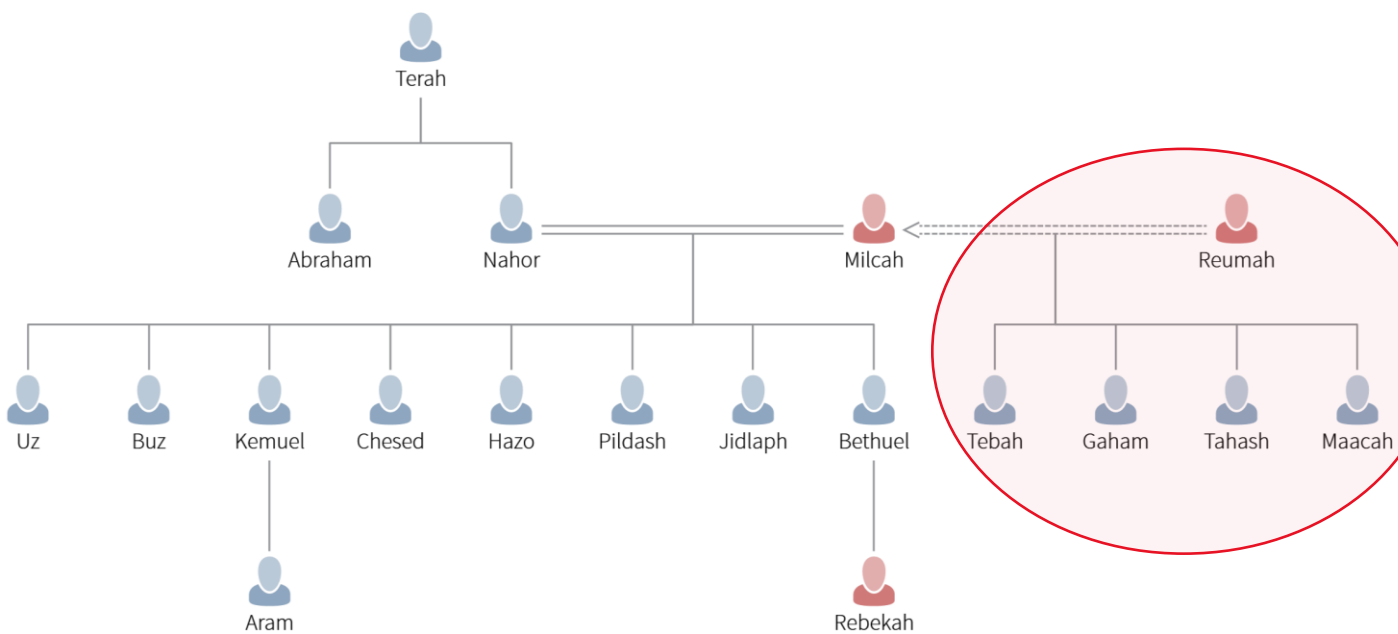 Terah
Abraham Nahor Milcah Reumah
Uz Buz Kemuel Chesed Hazo Pildash Jidlaph Bethuel Tebah Gaham Tahash Maacah
Aram Rebekah